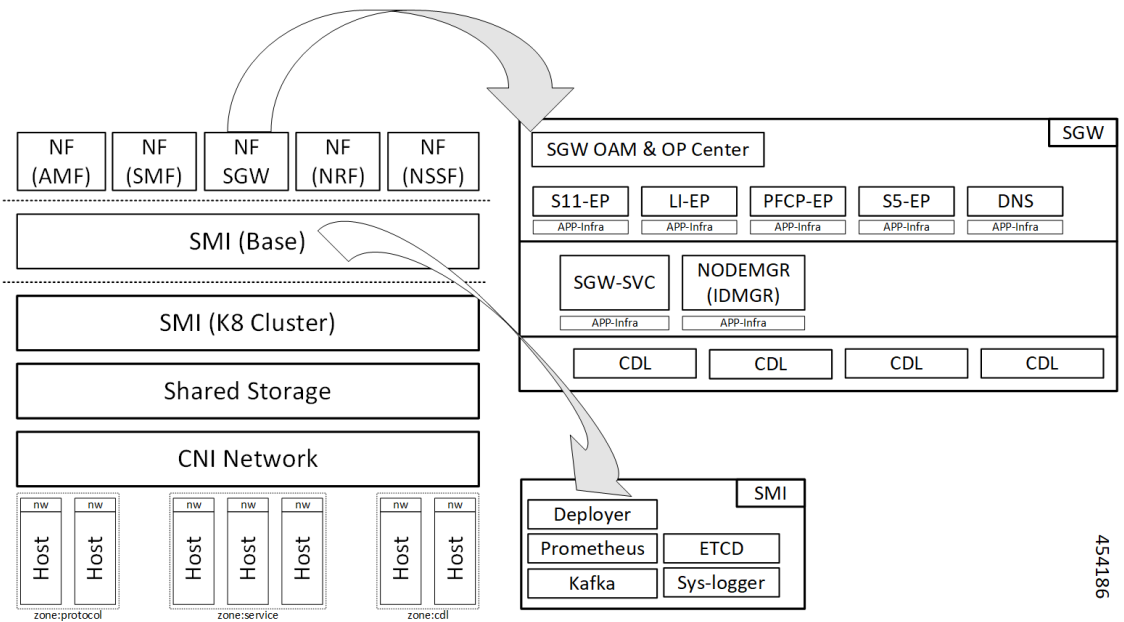 NF
(AMF)
NF
(SMF)
NF
SGW
NF
(NRF)
NF
(NSSF)
SMI (Base)
SMI (K8 Cluster)
Shared Storage
CNI Network
nw
Host
nw
Host
zone:protocol
nw
Host
nw
Host
nw
Host
zone:service
nw
Host
nw
Host
zone:cdl
SGW
SGW OAM & OP Center
S11-EP
APP-Infra
LI-EP
APP-Infra
PFCP-EP
APP-Infra
S5-EP
APP-Infra
DNS
APP-Infra
SGW-SVC
APP-Infra
NODEMGR
(IDMGR)
APP-Infra
CDL
CDL
CDL
CDL
SMI
Deployer
Prometheus
ETCD
Kafka
Sys-logger
454186